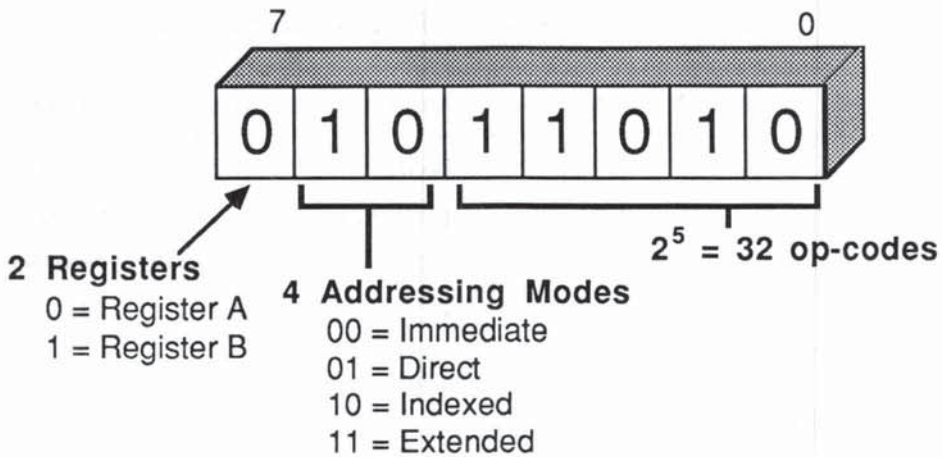 7 0
0 1 0 1 1 0 1 0
2 Registers
0 = Register A
1 = Register B
4 Addressing Modes
00 = Immediate
01 = Direct
10 = Indexed
11 = Extended
2⁵ = 32 op-codes